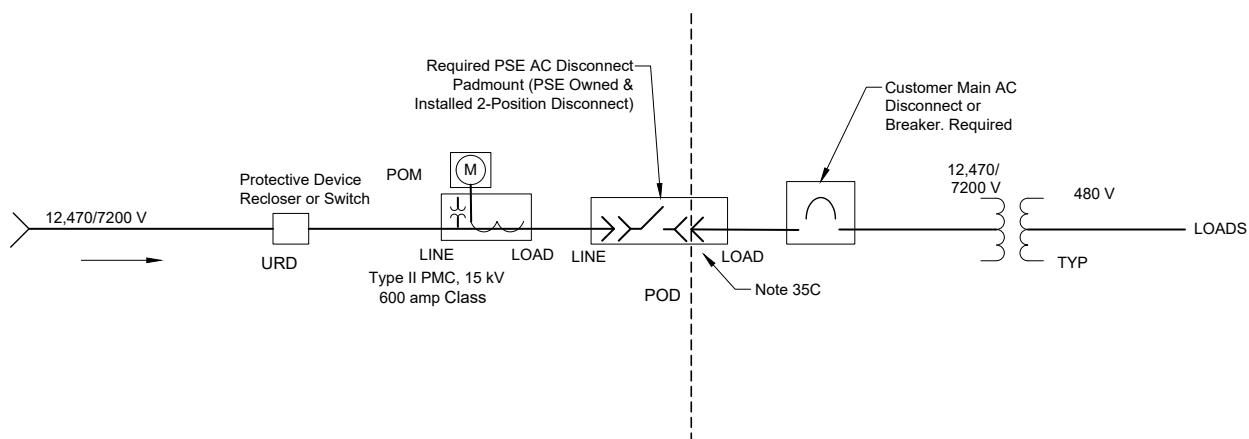 Required PSE AC Disconnect
Padmount (PSE Owned &
Installed 2-Position Disconnect)
Customer Main AC
Disconnect or
Breaker. Required
Protective Device
Recloser or Switch
POM
M
12,470/
7200 V
480 V
12,470/7200 V
LOADS
URD
LINE
LOAD
LINE
LOAD
TYP
Type II PMC, 15 kV
600 amp Class
POD
Note 35C